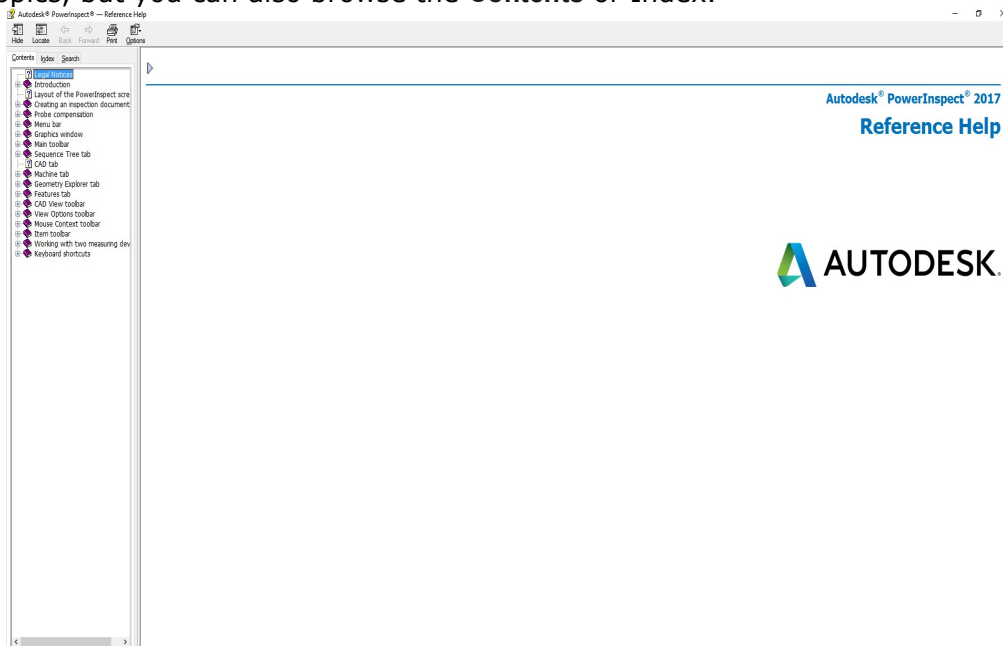 opics, but you can also browse the Contents or Index.
Autodesk® PowerInspect® — Reference Help
Hide Locate Back Forward Print Options
Contents Index Search
Legal Notices
Introduction
Layout of the PowerInspect scre
Creating an inspection document
Probe compensation
Menu bar
Graphics window
Main toolbar
Sequence Tree tab
CAD tab
Machine tab
Geometry Explorer tab
Features tab
CAD View toolbar
View Options toolbar
Mouse Context toolbar
Item toolbar
Working with two measuring dev
Keyboard shortcuts
Autodesk® PowerInspect® 2017
Reference Help
AUTODESK.